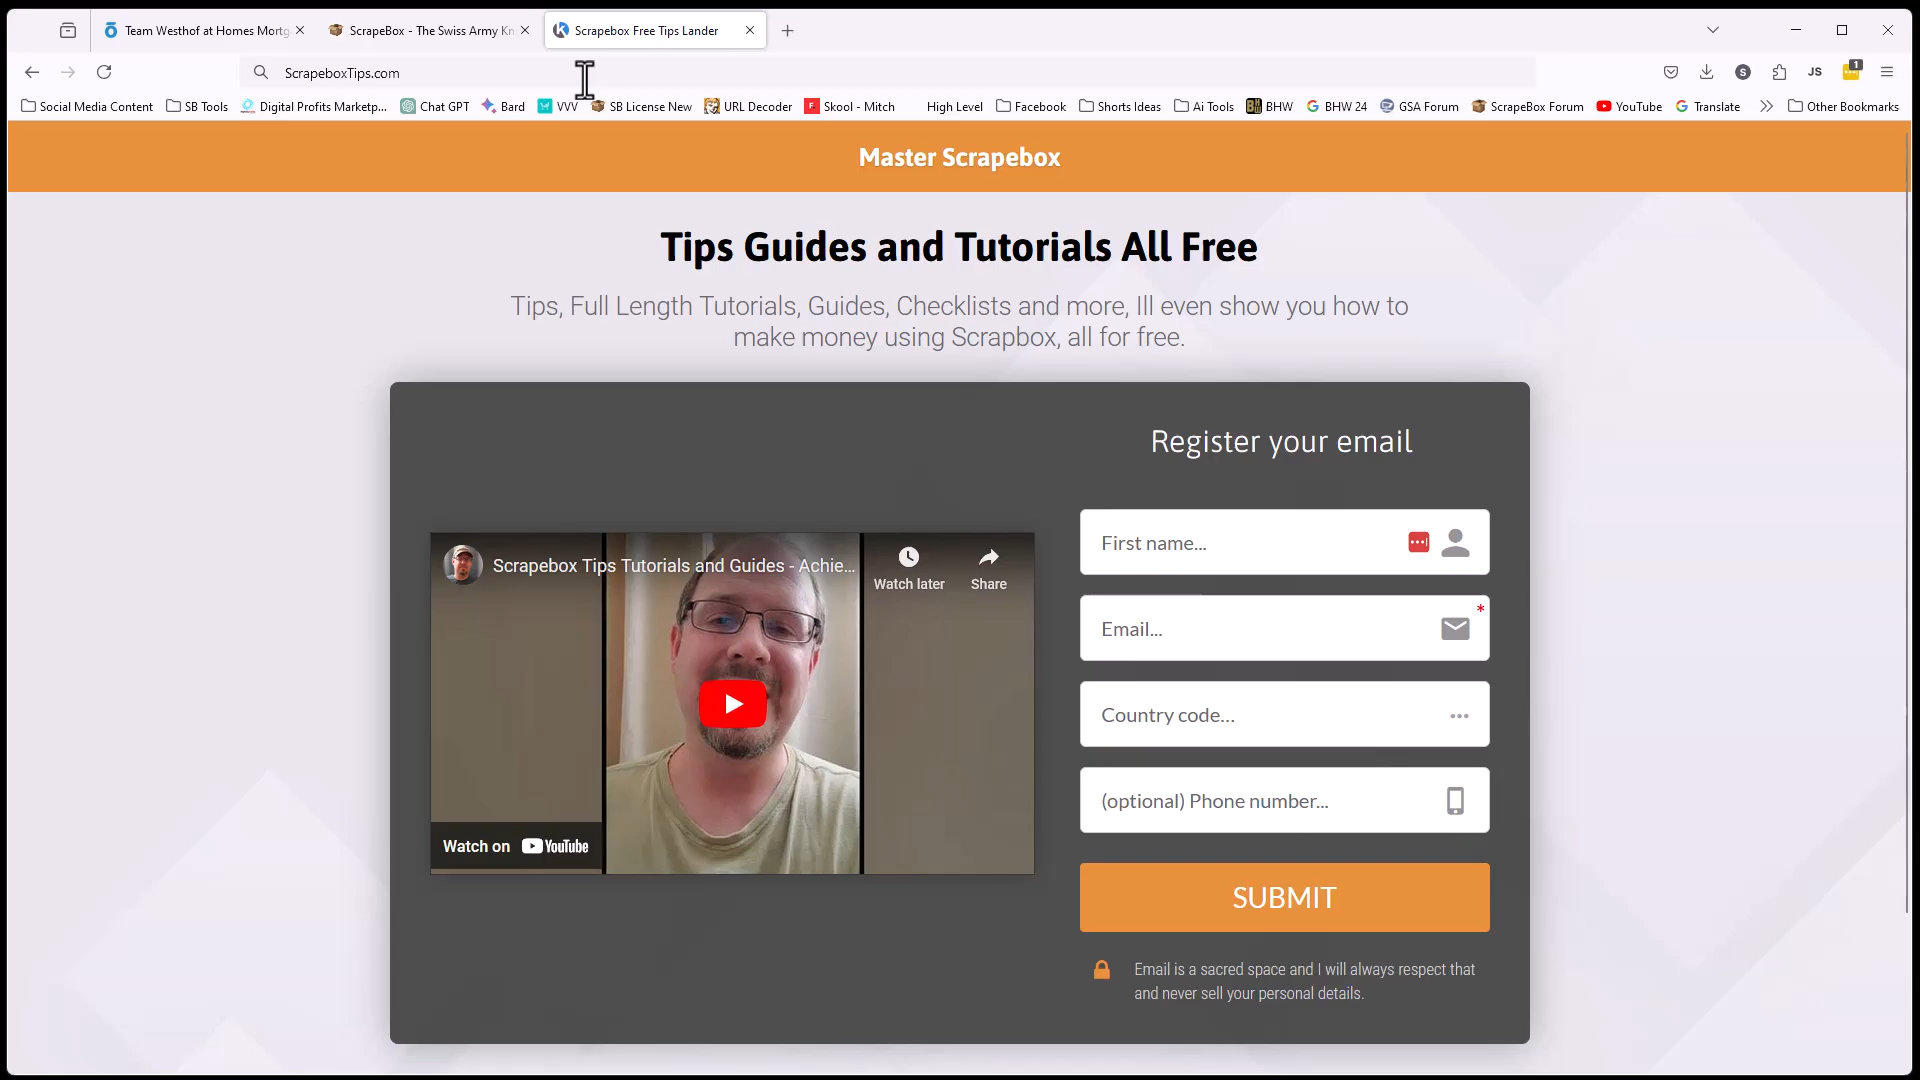 Team Westhof at Homes Mortg
ScrapeBox - The Swiss Army Kn
Scrapebox Free Tips Lander
ScrapeboxTips.com
S
JS
1
Social Media Content
SB Tools
Digital Profits Marketp...
Chat GPT
Bard
VVV
SB License New
URL Decoder
Skool - Mitch
High Level
Facebook
Shorts Ideas
Ai Tools
BHW
BHW 24
GSA Forum
ScrapeBox Forum
YouTube
Translate
Other Bookmarks
Master Scrapebox
Tips Guides and Tutorials All Free
Tips, Full Length Tutorials, Guides, Checklists and more, Ill even show you how to
make money using Scrapbox, all for free.
Scrapebox Tips Tutorials and Guides - Achie...
Watch later
Share
Watch on YouTube
Register your email
First name...
Email...
*
Country code...
(optional) Phone number...
SUBMIT
Email is a sacred space and I will always respect that
and never sell your personal details.